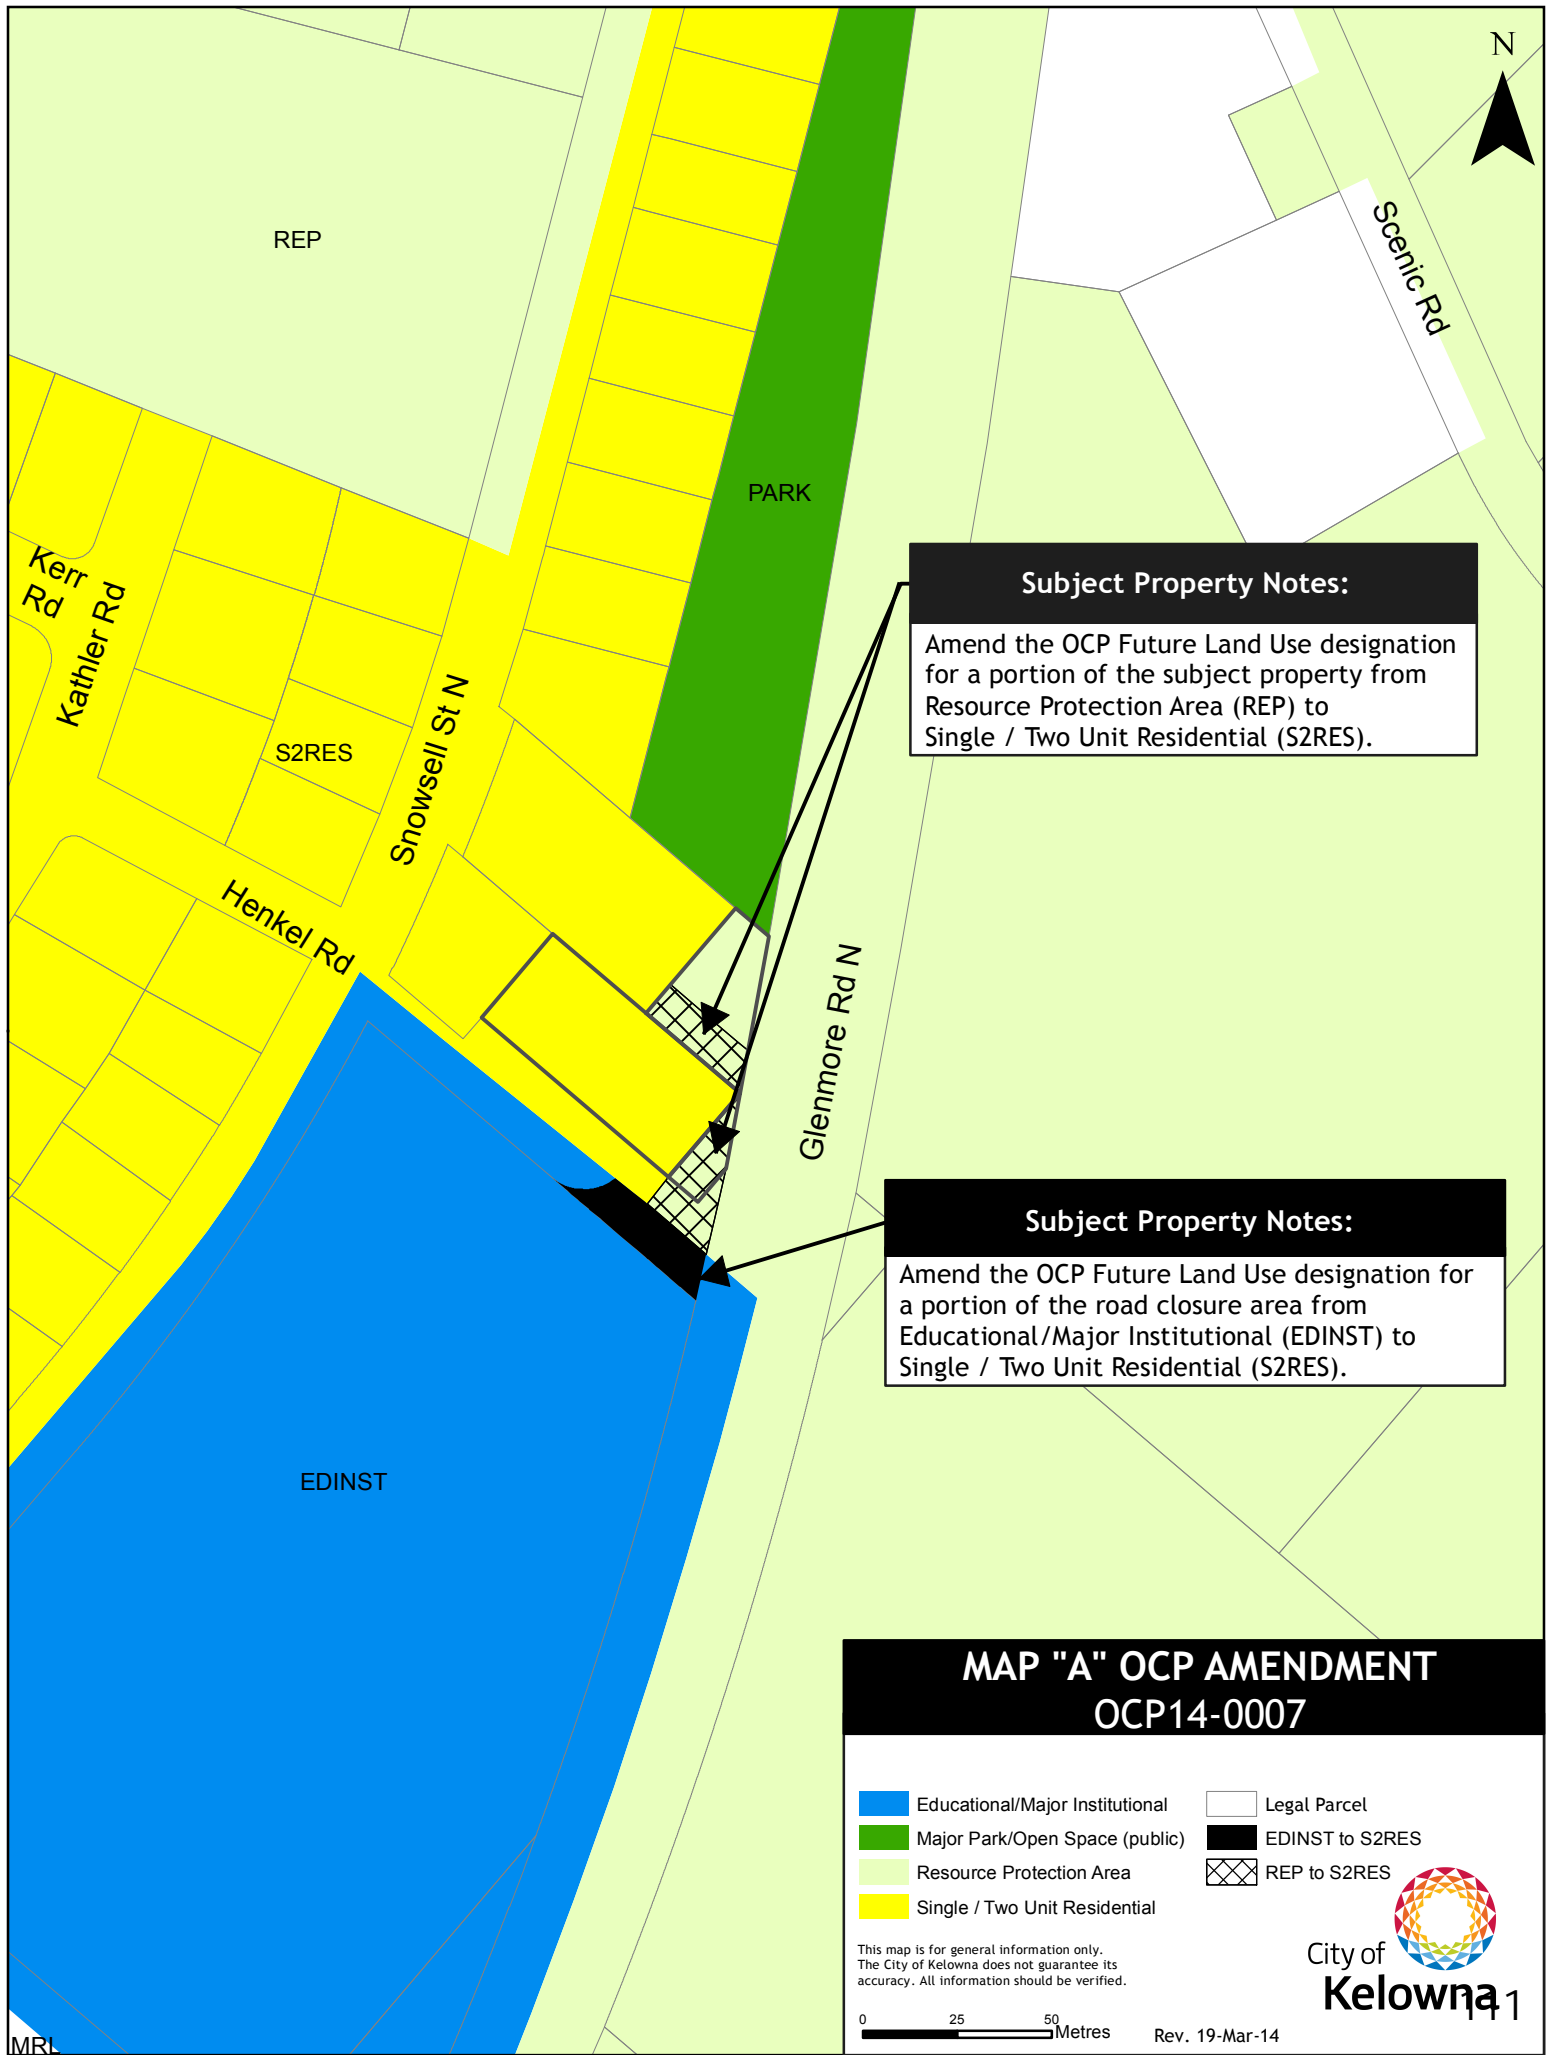 N
REP
Scenic Rd
PARK
Kerr
Rd
Kathler Rd
S2RES
Snowsell St N
Henkel Rd
Glenmore Rd N
Subject Property Notes:
Amend the OCP Future Land Use designation
for a portion of the subject property from
Resource Protection Area (REP) to
Single / Two Unit Residential (S2RES).
Subject Property Notes:
Amend the OCP Future Land Use designation for
a portion of the road closure area from
Educational/Major Institutional (EDINST) to
Single / Two Unit Residential (S2RES).
EDINST
MRL
MAP "A" OCP AMENDMENT
OCP14-0007
Educational/Major Institutional
Major Park/Open Space (public)
Resource Protection Area
Single / Two Unit Residential
Legal Parcel
EDINST to S2RES
REP to S2RES
This map is for general information only.
The City of Kelowna does not guarantee its
accuracy. All information should be verified.
0 25 50 Metres
Rev. 19-Mar-14
City of
Kelowna
111